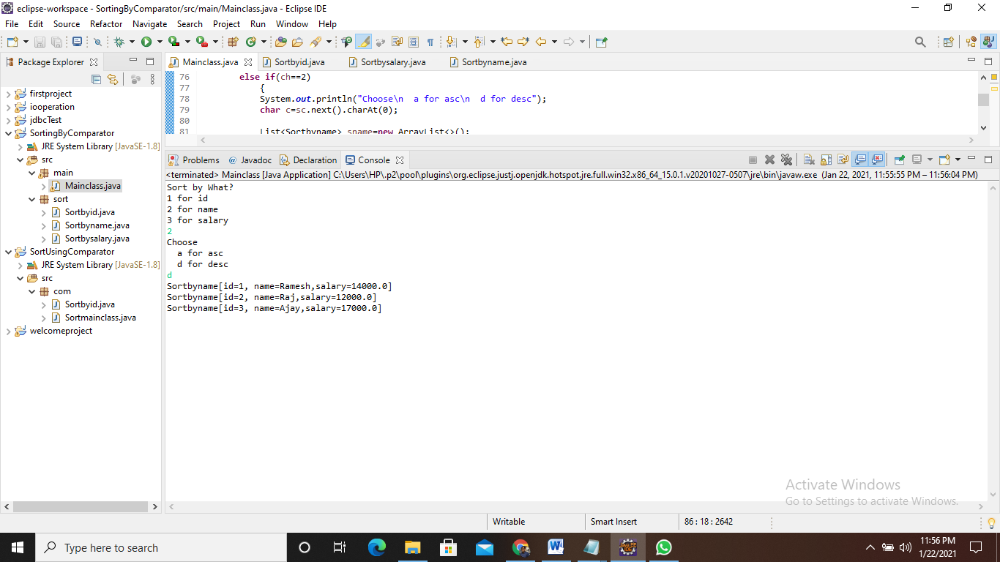 eclipse-workspace - SortingByComparator/src/main/Mainclass.java - Eclipse IDE
File Edit Source Refactor Navigate Search Project Run Window Help
Package Explorer
firstproject
iooperation
jdbcTest
SortingByComparator
JRE System Library [JavaSE-1.8]
src
main
Mainclass.java
sort
Sortbyid.java
Sortbyname.java
Sortbysalary.java
SortUsingComparator
JRE System Library [JavaSE-1.8]
src
com
Sortbyid.java
Sortmainclass.java
welcomeproject
Mainclass.java Sortbyid.java Sortbysalary.java Sortbyname.java
76 else if(ch==2)
77 {
78 System.out.println("Choose\n  a for asc\n  d for desc");
79 char c=sc.next().charAt(0);
80
81 List<Sortbyname> sname=new ArrayList<>();
Problems @ Javadoc Declaration Console
<terminated> Mainclass [Java Application] C:\Users\HP\.p2\pool\plugins\org.eclipse.justj.openjdk.hotspot.jre.full.win32.x86_64_15.0.1.v20201027-0507\jre\bin\javaw.exe (Jan 22, 2021, 11:55:55 PM – 11:56:04 PM)
Sort by What?
1 for id
2 for name
3 for salary
2
Choose
  a for asc
  d for desc
d
Sortbyname[id=1, name=Ramesh,salary=14000.0]
Sortbyname[id=2, name=Raj,salary=12000.0]
Sortbyname[id=3, name=Ajay,salary=17000.0]
Activate Windows
Go to Settings to activate Windows.
Writable Smart Insert 86 : 18 : 2642
Type here to search
11:56 PM
1/22/2021